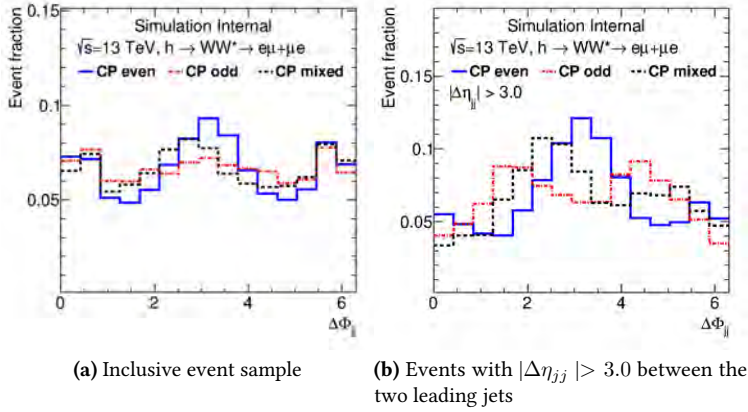 0.15
Simulation Internal
√s=13 TeV, h → WW* → eμ+μe
CP even CP odd CP mixed
Event fraction
0.1
0.05
0 2 4 6
ΔΦjj
(a) Inclusive event sample
Simulation Internal
√s=13 TeV, h → WW* → eμ+μe
CP even CP odd CP mixed
|Δηjj| > 3.0
Event fraction
0.15
0.1
0.05
0 2 4 6
ΔΦjj
(b) Events with |Δηjj | > 3.0 between the
two leading jets